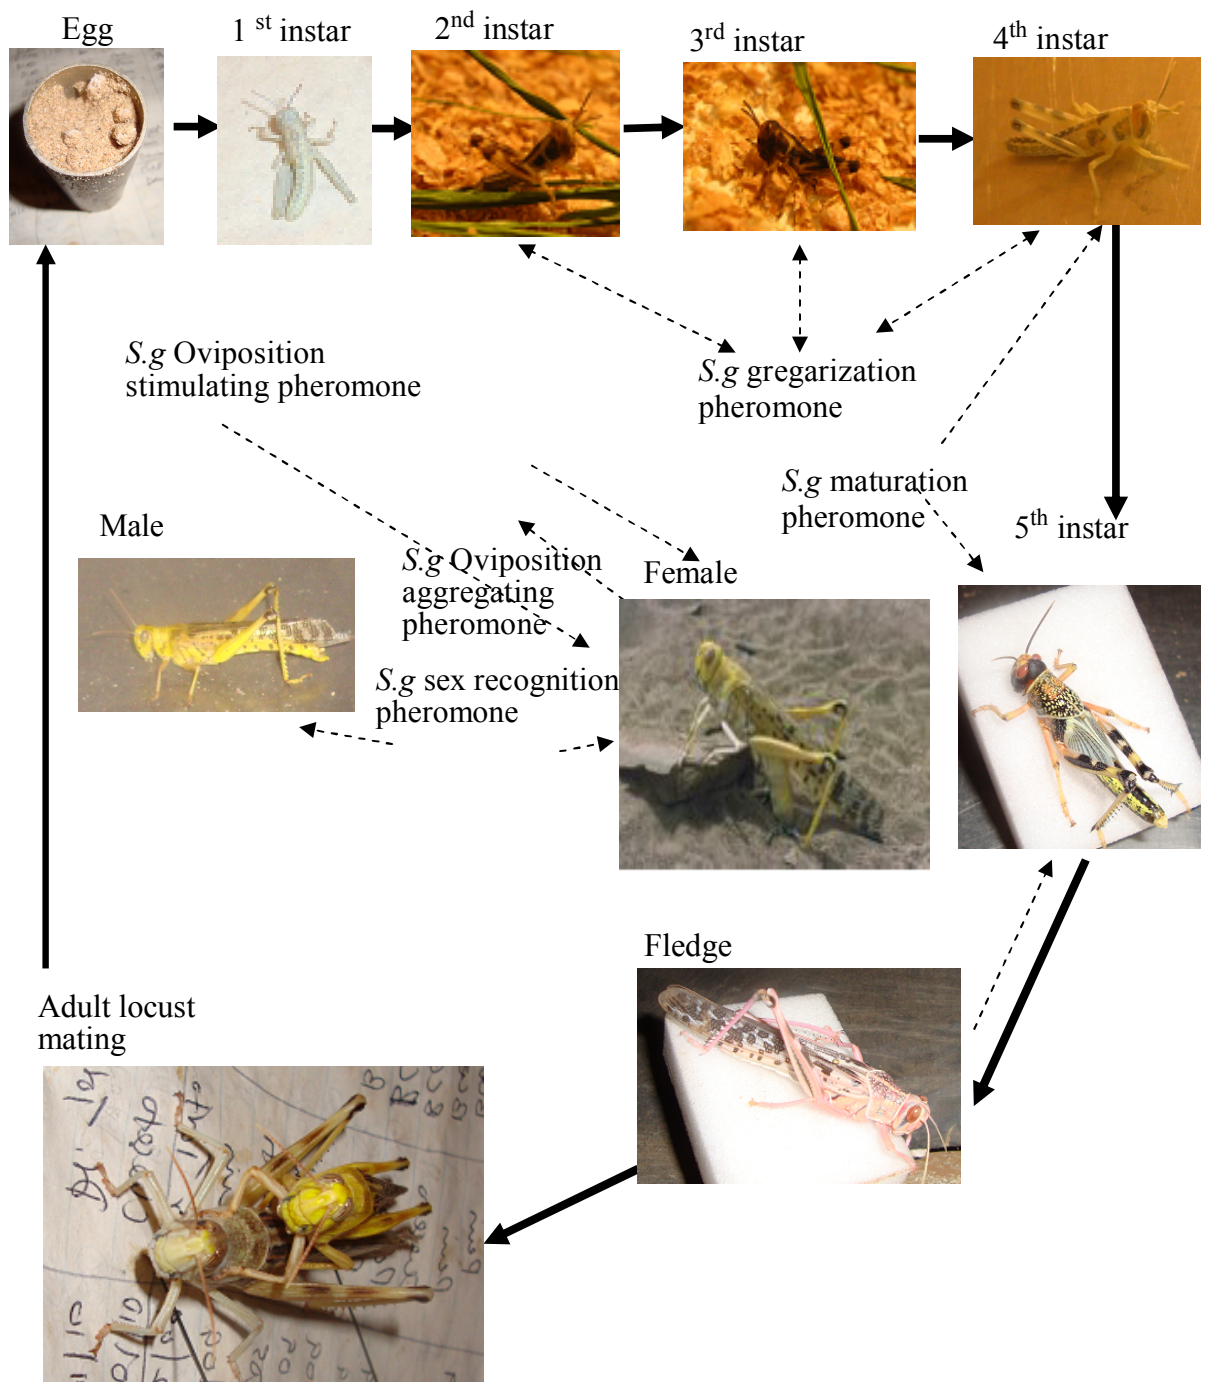 Egg
1 st instar
2nd instar
3rd instar
4th instar
S.g Oviposition
stimulating pheromone
S.g gregarization
pheromone
S.g maturation
pheromone
5th instar
Male
S.g Oviposition
aggregating
pheromone
Female
S.g sex recognition
pheromone
Fledge
Adult locust
mating